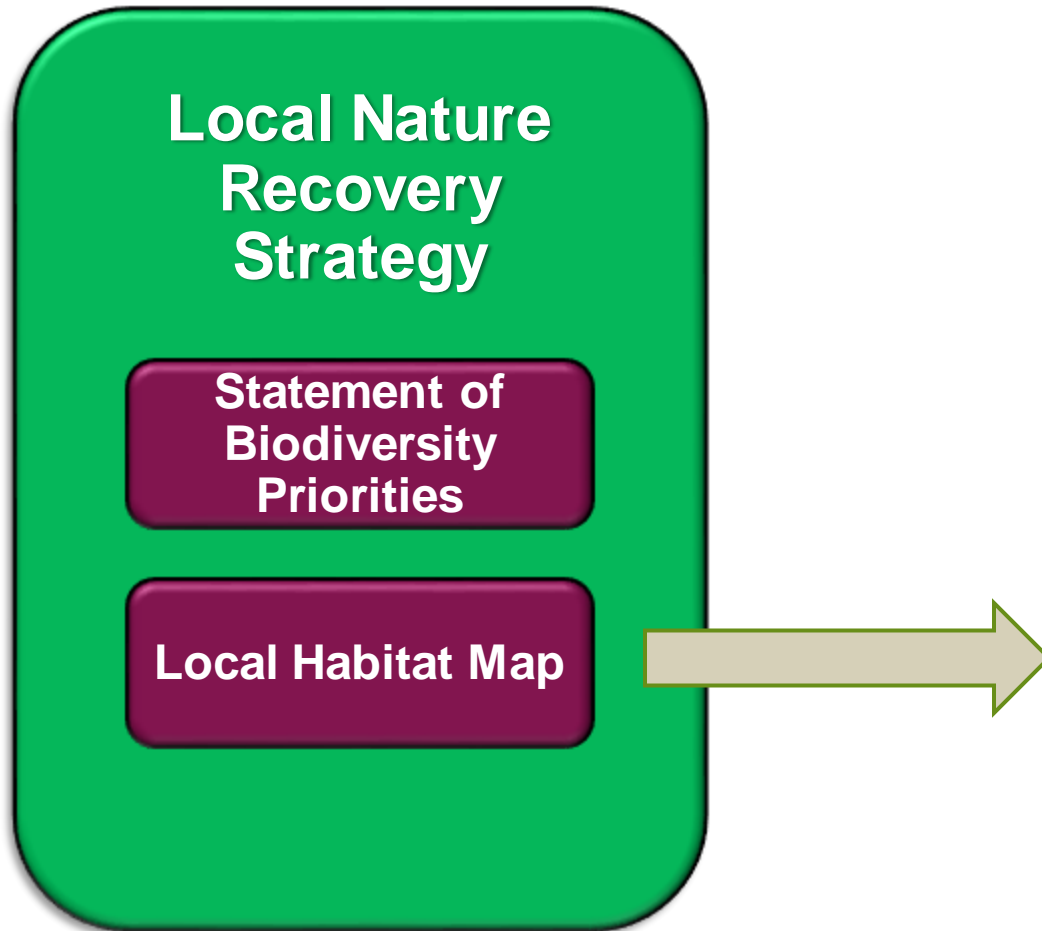 Local Nature
Recovery
Strategy
Statement of
Biodiversity
Priorities
Local Habitat Map